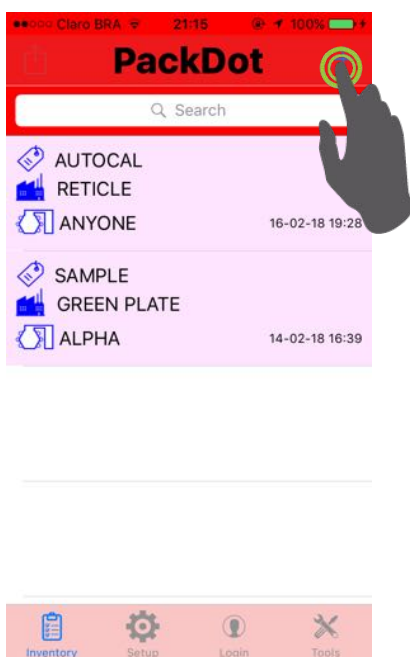 Claro BRA 21:15 100%
PackDot
Search
AUTOCAL
RETICLE
ANYONE 16-02-18 19:28
SAMPLE
GREEN PLATE
ALPHA 14-02-18 16:39
Inventory Setup Login Tools